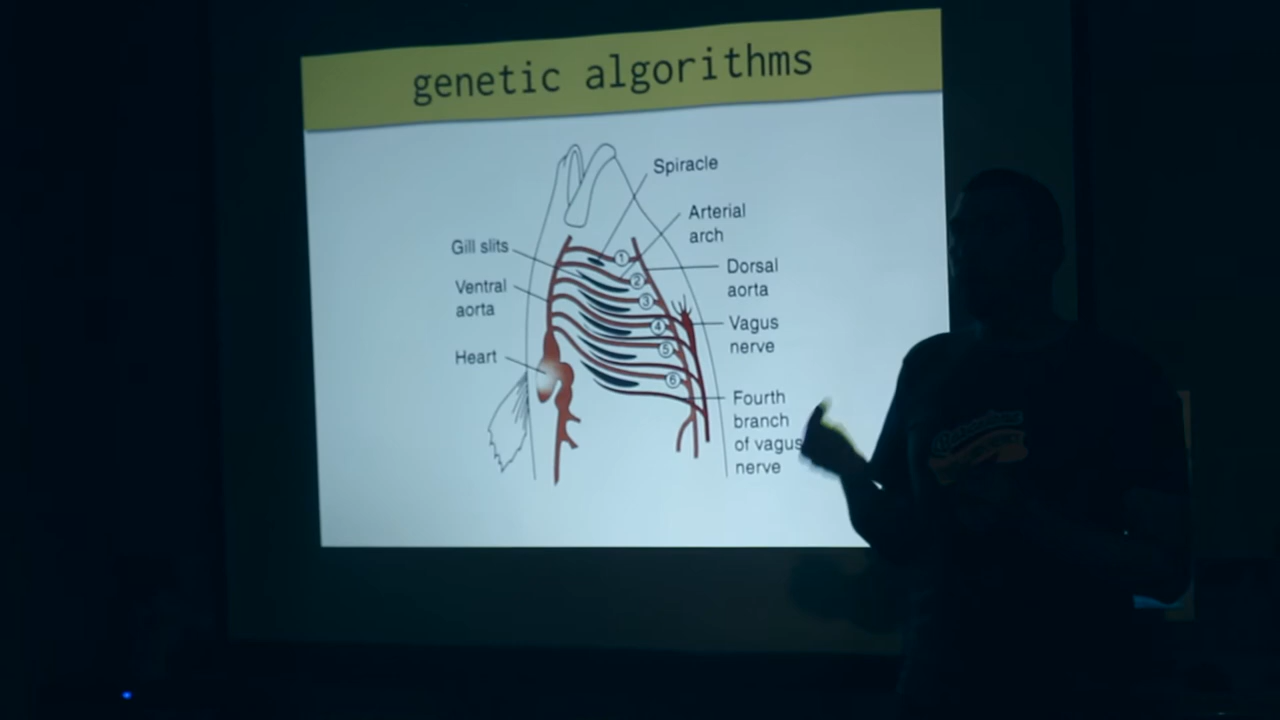 genetic algorithms
Spiracle
Arterial
arch
Gill slits
Dorsal
aorta
Ventral
aorta
Vagus
nerve
Heart
Fourth
branch
of vagus
nerve
1
2
3
4
5
6